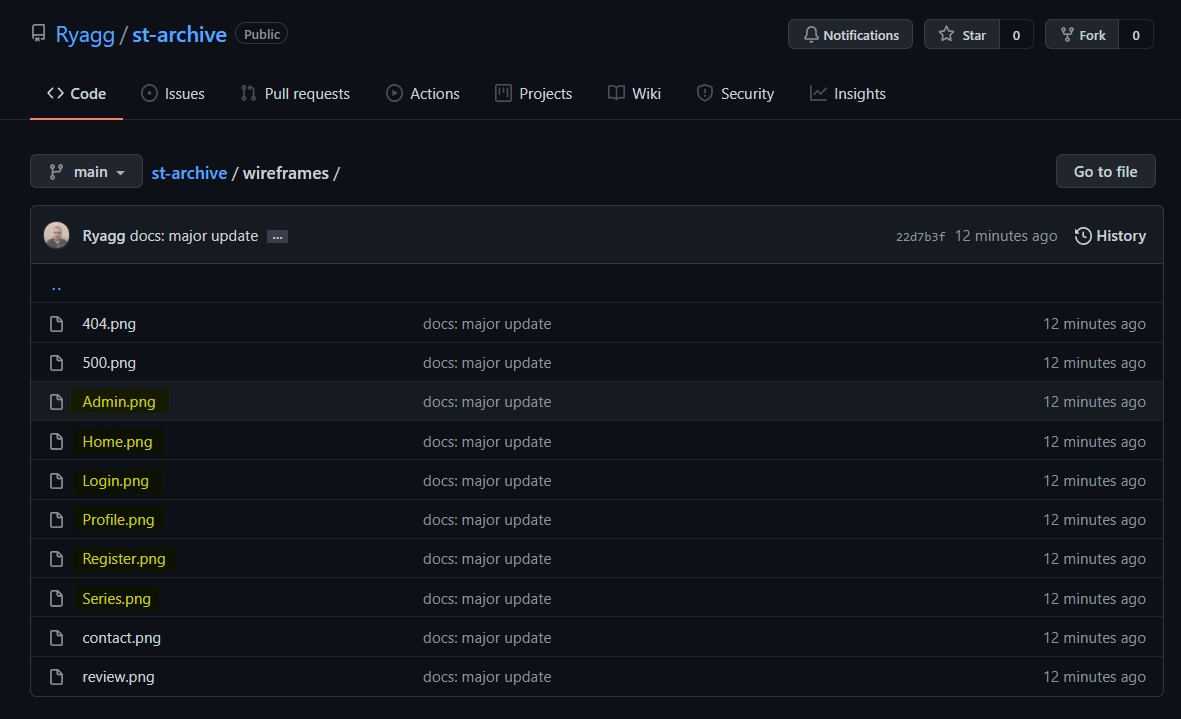 Ryagg / st-archive Public Notifications Star 0 Fork 0
Code Issues Pull requests Actions Projects Wiki Security Insights
main st-archive / wireframes / Go to file
Ryagg docs: major update ... 22d7b3f 12 minutes ago History
..
404.png docs: major update 12 minutes ago
500.png docs: major update 12 minutes ago
Admin.png docs: major update 12 minutes ago
Home.png docs: major update 12 minutes ago
Login.png docs: major update 12 minutes ago
Profile.png docs: major update 12 minutes ago
Register.png docs: major update 12 minutes ago
Series.png docs: major update 12 minutes ago
contact.png docs: major update 12 minutes ago
review.png docs: major update 12 minutes ago